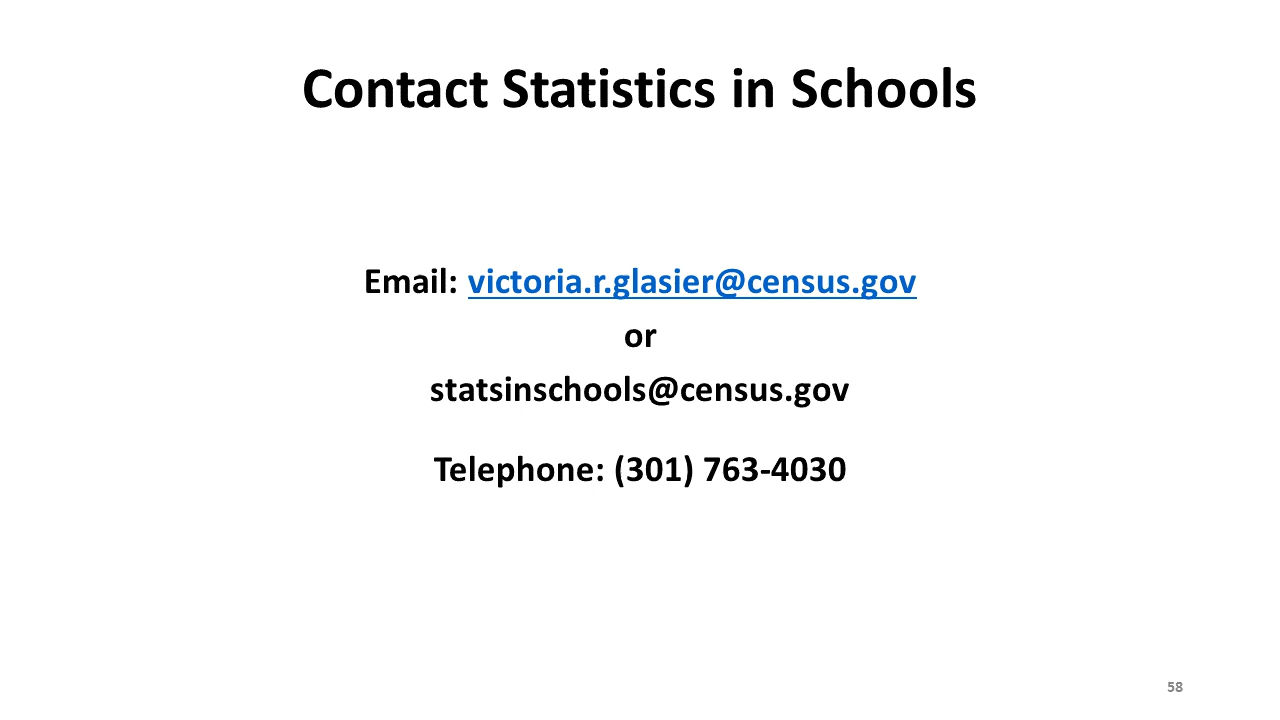 Contact Statistics in Schools
Email: victoria.r.glasier@census.gov
or
statsinschools@census.gov
Telephone: (301) 763-4030
58